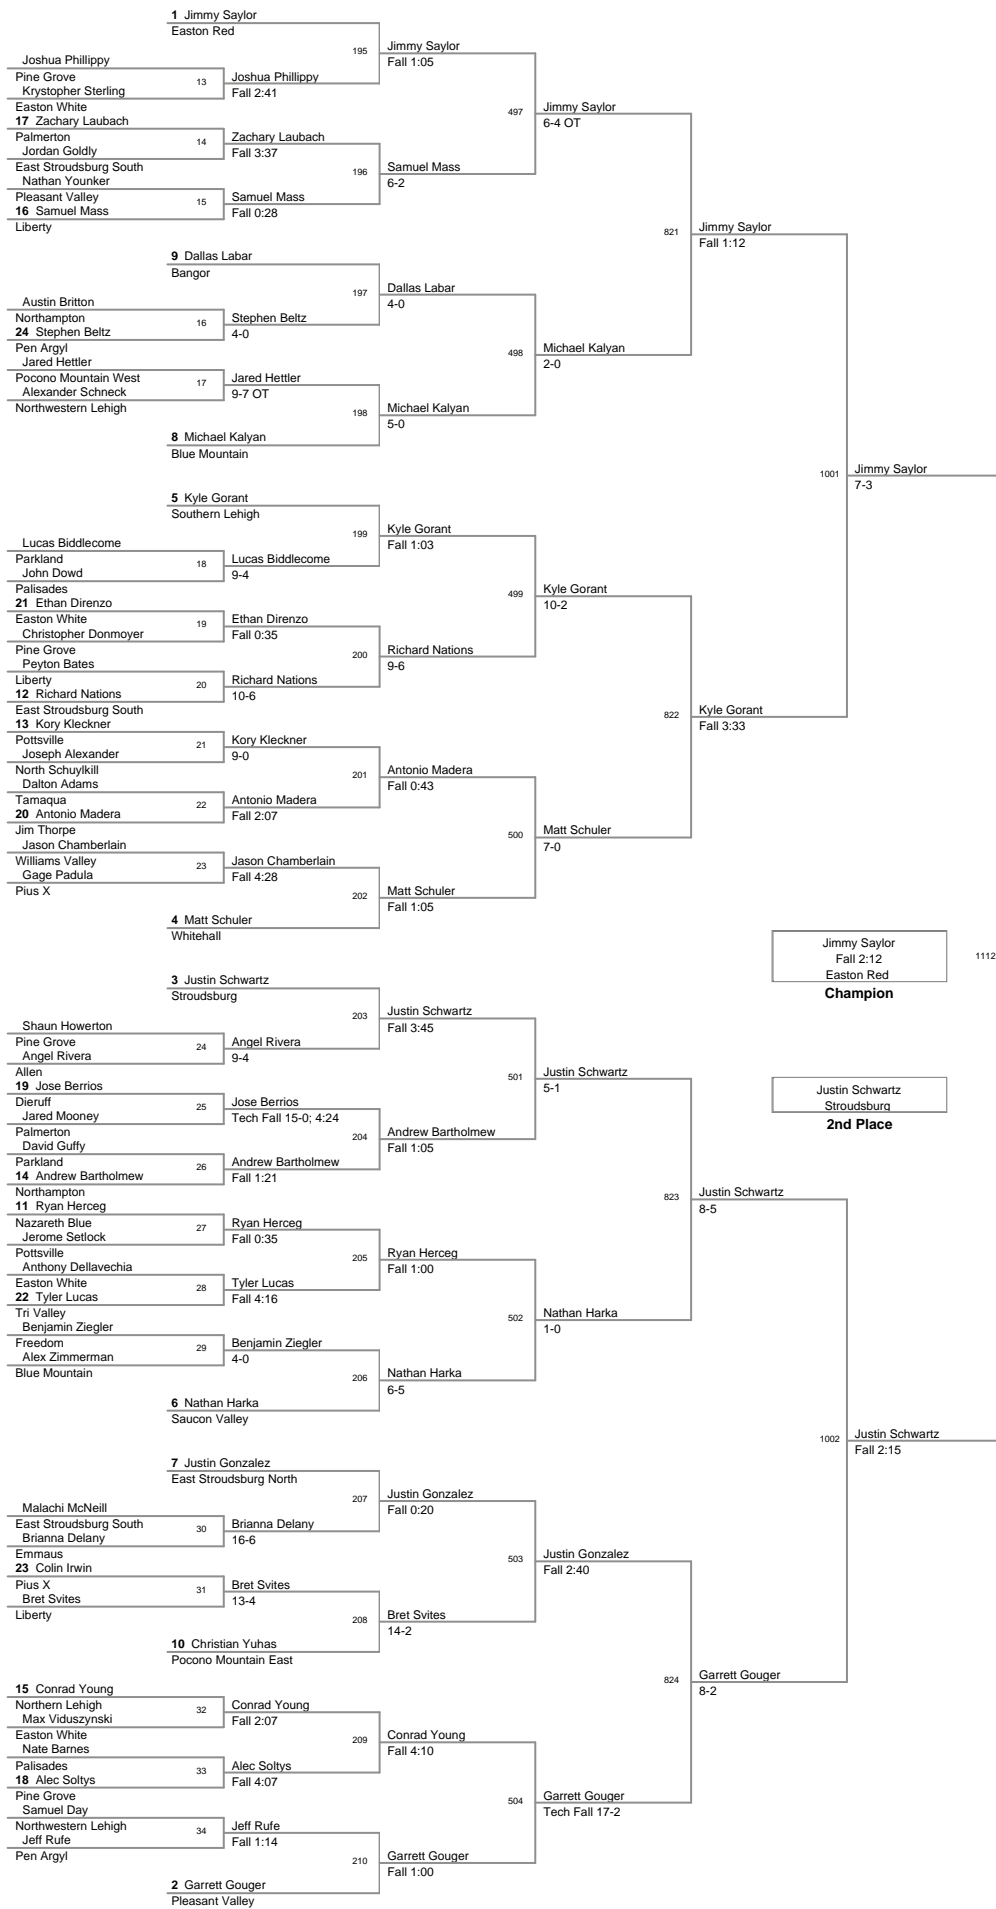 1 Jimmy Saylor
Easton Red
195
Jimmy Saylor
Fall 1:05
Joshua Phillippy
Pine Grove
13
Joshua Phillippy
Fall 2:41
Krystopher Sterling
Easton White
497
Jimmy Saylor
6-4 OT
17 Zachary Laubach
Palmerton
14
Zachary Laubach
Fall 3:37
Jordan Goldly
East Stroudsburg South
196
Samuel Mass
6-2
Nathan Younker
Pleasant Valley
15
Samuel Mass
Fall 0:28
16 Samuel Mass
Liberty
821
Jimmy Saylor
Fall 1:12
9 Dallas Labar
Bangor
197
Dallas Labar
4-0
Austin Britton
Northampton
16
Stephen Beltz
4-0
24 Stephen Beltz
Pen Argyl
498
Michael Kalyan
2-0
Jared Hettler
Pocono Mountain West
17
Jared Hettler
9-7 OT
Alexander Schneck
Northwestern Lehigh
198
Michael Kalyan
5-0
8 Michael Kalyan
Blue Mountain
1001
Jimmy Saylor
7-3
5 Kyle Gorant
Southern Lehigh
199
Kyle Gorant
Fall 1:03
Lucas Biddlecome
Parkland
18
Lucas Biddlecome
9-4
John Dowd
Palisades
499
Kyle Gorant
10-2
21 Ethan Direnzo
Easton White
19
Ethan Direnzo
Fall 0:35
Christopher Donmoyer
Pine Grove
200
Richard Nations
9-6
Peyton Bates
Liberty
20
Richard Nations
10-6
12 Richard Nations
East Stroudsburg South
822
Kyle Gorant
Fall 3:33
13 Kory Kleckner
Pottsville
21
Kory Kleckner
9-0
Joseph Alexander
North Schuylkill
201
Antonio Madera
Fall 0:43
Dalton Adams
Tamaqua
22
Antonio Madera
Fall 2:07
20 Antonio Madera
Jim Thorpe
500
Matt Schuler
7-0
Jason Chamberlain
Williams Valley
23
Jason Chamberlain
Fall 4:28
Gage Padula
Pius X
202
Matt Schuler
Fall 1:05
4 Matt Schuler
Whitehall
Jimmy Saylor
Fall 2:12
Easton Red
Champion
1112
3 Justin Schwartz
Stroudsburg
203
Justin Schwartz
Fall 3:45
Shaun Howerton
Pine Grove
24
Angel Rivera
9-4
Angel Rivera
Allen
501
Justin Schwartz
5-1
Justin Schwartz
Stroudsburg
2nd Place
19 Jose Berrios
Dieruff
25
Jose Berrios
Tech Fall 15-0; 4:24
Jared Mooney
Palmerton
204
Andrew Bartholmew
Fall 1:05
David Guffy
Parkland
26
Andrew Bartholmew
Fall 1:21
14 Andrew Bartholmew
Northampton
823
Justin Schwartz
8-5
11 Ryan Herceg
Nazareth Blue
27
Ryan Herceg
Fall 0:35
Jerome Setlock
Pottsville
205
Ryan Herceg
Fall 1:00
Anthony Dellavechia
Easton White
28
Tyler Lucas
Fall 4:16
22 Tyler Lucas
Tri Valley
502
Nathan Harka
1-0
Benjamin Ziegler
Freedom
29
Benjamin Ziegler
4-0
Alex Zimmerman
Blue Mountain
206
Nathan Harka
6-5
6 Nathan Harka
Saucon Valley
1002
Justin Schwartz
Fall 2:15
7 Justin Gonzalez
East Stroudsburg North
207
Justin Gonzalez
Fall 0:20
Malachi McNeill
East Stroudsburg South
30
Brianna Delany
16-6
Brianna Delany
Emmaus
503
Justin Gonzalez
Fall 2:40
23 Colin Irwin
Pius X
31
Bret Svites
13-4
Bret Svites
Liberty
208
Bret Svites
14-2
10 Christian Yuhas
Pocono Mountain East
824
Garrett Gouger
8-2
15 Conrad Young
Northern Lehigh
32
Conrad Young
Fall 2:07
Max Viduszynski
Easton White
209
Conrad Young
Fall 4:10
Nate Barnes
Palisades
33
Alec Soltys
Fall 4:07
18 Alec Soltys
Pine Grove
504
Garrett Gouger
Tech Fall 17-2
Samuel Day
Northwestern Lehigh
34
Jeff Rufe
Fall 1:14
Jeff Rufe
Pen Argyl
210
Garrett Gouger
Fall 1:00
2 Garrett Gouger
Pleasant Valley